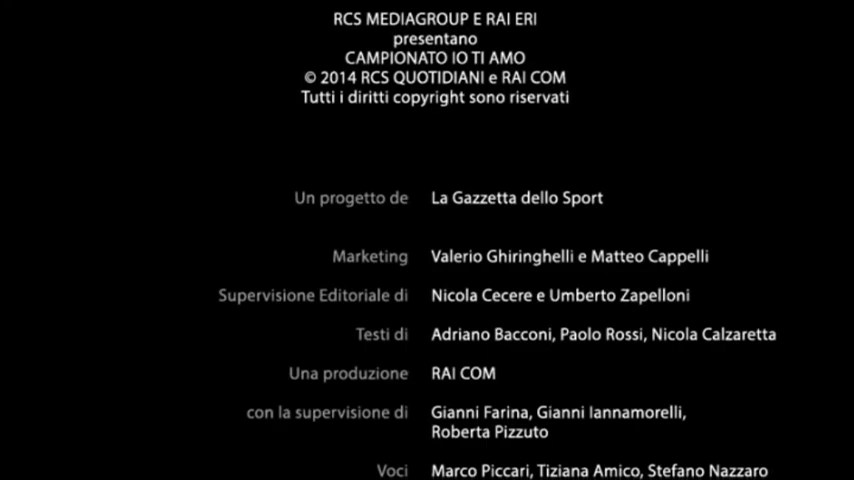 RCS MEDIAGROUP E RAI ERI
presentano
CAMPIONATO IO TI AMO
© 2014 RCS QUOTIDIANI e RAI COM
Tutti i diritti copyright sono riservati
Un progetto de La Gazzetta dello Sport
Marketing Valerio Ghiringhelli e Matteo Cappelli
Supervisione Editoriale di Nicola Cecere e Umberto Zapelloni
Testi di Adriano Bacconi, Paolo Rossi, Nicola Calzaretta
Una produzione RAI COM
con la supervisione di Gianni Farina, Gianni Iannamorelli,
Roberta Pizzuto
Voci Marco Piccari, Tiziana Amico, Stefano Nazzaro